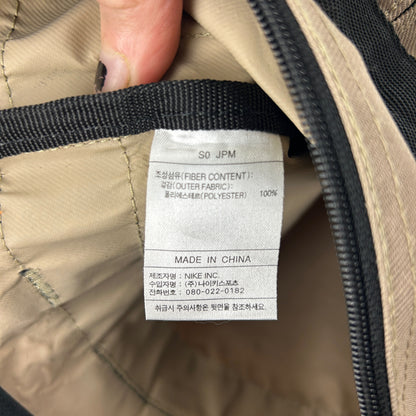 S0 JPM
조성섬유(FIBER CONTENT):
겉감(OUTER FABRIC):
폴리에스테르(POLYESTER) 100%
MADE IN CHINA
제조자명 : NIKE INC.
수입자명 : (주)나이키스포츠
전화번호 : 080-022-0182
취급시 주의사항은 뒷면을 참조하세요.